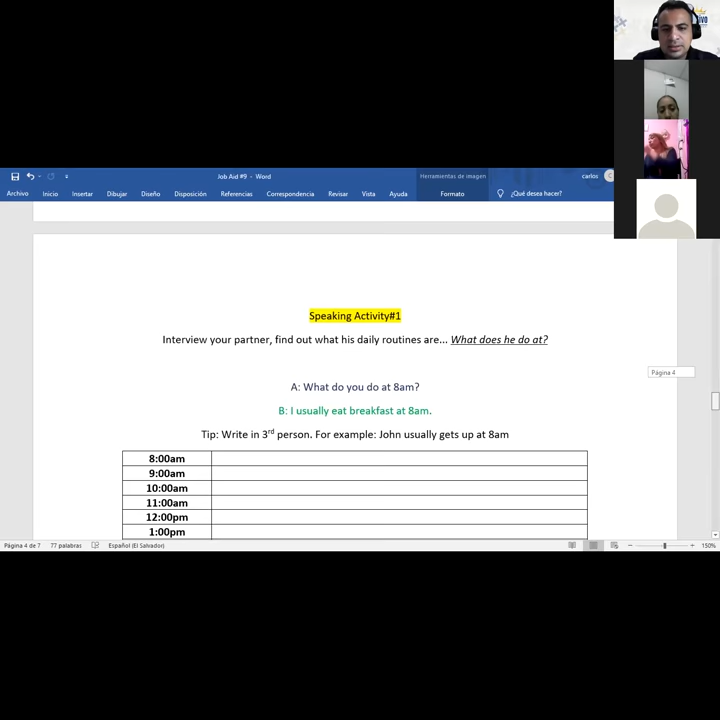 IVO
Job Aid #9 - Word
Herramientas de imagen
carlos
Archivo Inicio Insertar Dibujar Diseño Disposición Referencias Correspondencia Revisar Vista Ayuda Formato ¿Qué desea hacer?
Speaking Activity#1
Interview your partner, find out what his daily routines are... What does he do at?
Página 4
A: What do you do at 8am?
B: I usually eat breakfast at 8am.
Tip: Write in 3rd person. For example: John usually gets up at 8am
8:00am
9:00am
10:00am
11:00am
12:00pm
1:00pm
Página 4 de 7 77 palabras Español (El Salvador) 150%